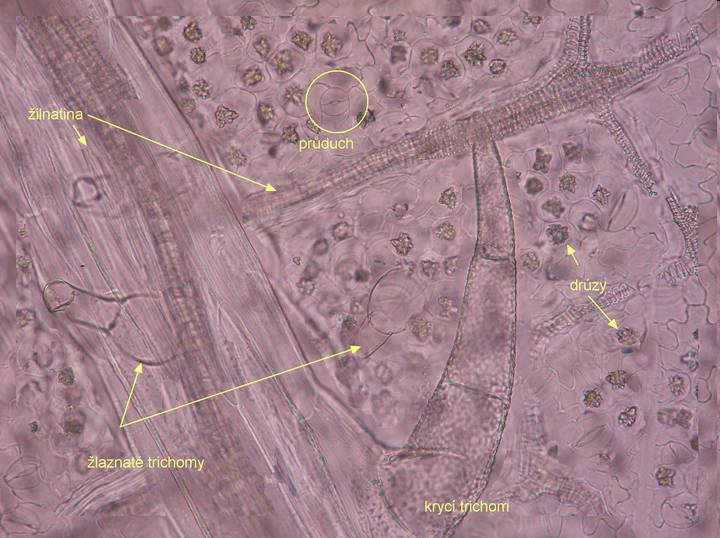 žilnatina
průduch
drúzy
žlaznaté trichomy
krycí trichom